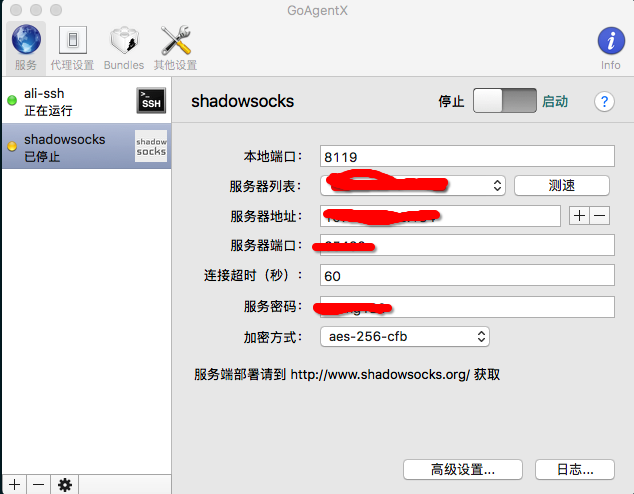 GoAgentX
服务
代理设置
Bundles
其他设置
Info
ali-ssh
正在运行
SSH
shadowsocks
已停止
shadow
socks
shadowsocks
停止
启动
?
本地端口：
8119
服务器列表：
测速
服务器地址：
服务器端口：
连接超时（秒）：
60
服务密码：
加密方式：
aes-256-cfb
服务端部署请到 http://www.shadowsocks.org/ 获取
高级设置...
日志...